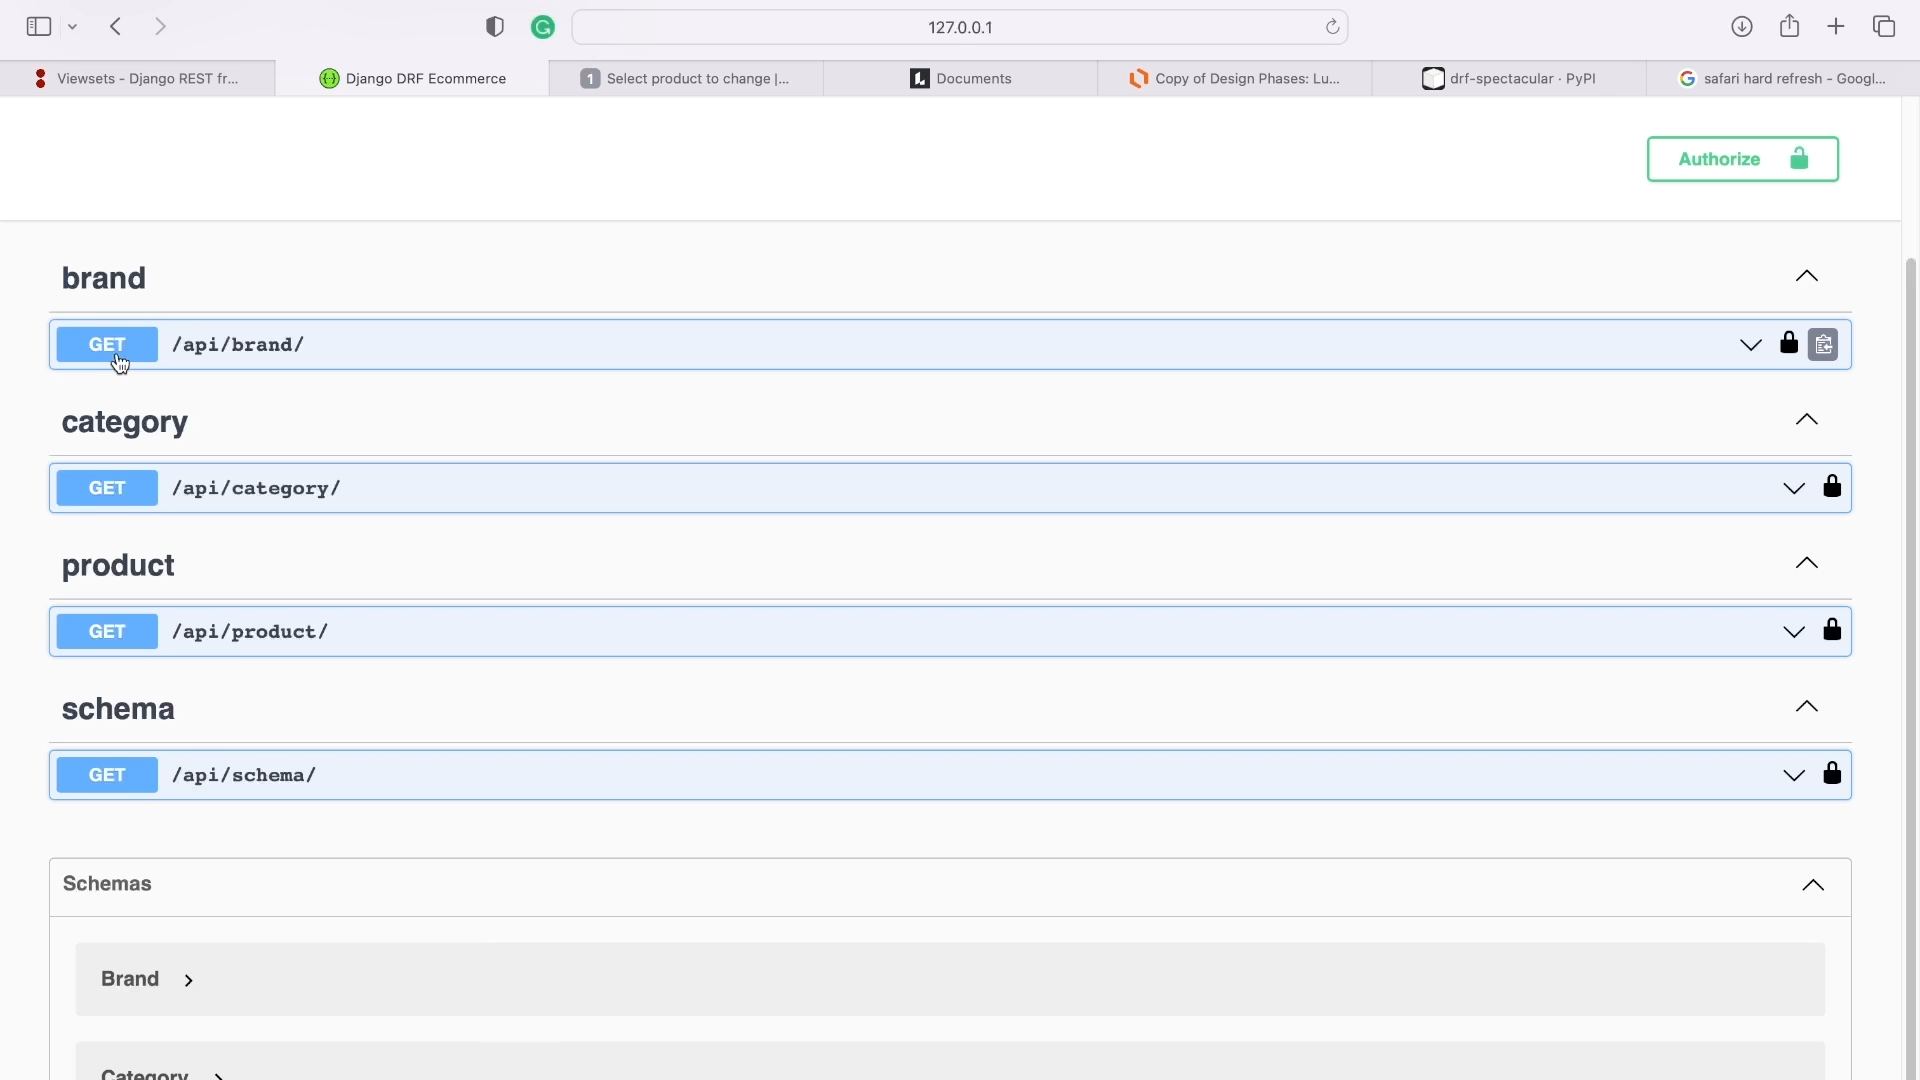 127.0.0.1
Viewsets - Django REST fr...
Django DRF Ecommerce
1 Select product to change |...
Documents
Copy of Design Phases: Lu...
drf-spectacular · PyPI
safari hard refresh - Googl...
Authorize
brand
GET /api/brand/
category
GET /api/category/
product
GET /api/product/
schema
GET /api/schema/
Schemas
Brand
Category